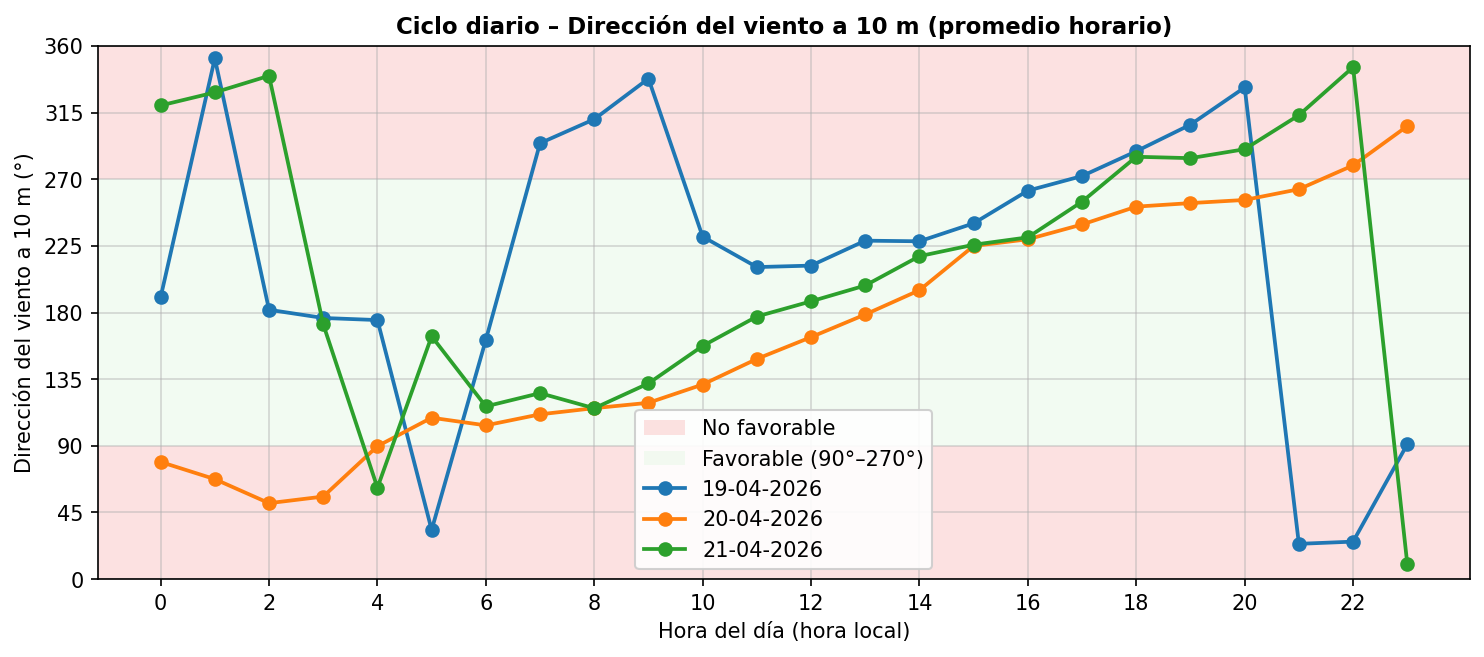 Ciclo diario – Dirección del viento a 10 m (promedio horario)
Dirección del viento a 10 m (°)
360
315
270
225
180
135
90
45
0
No favorable
Favorable (90°–270°)
19-04-2026
20-04-2026
21-04-2026
0 2 4 6 8 10 12 14 16 18 20 22
Hora del día (hora local)